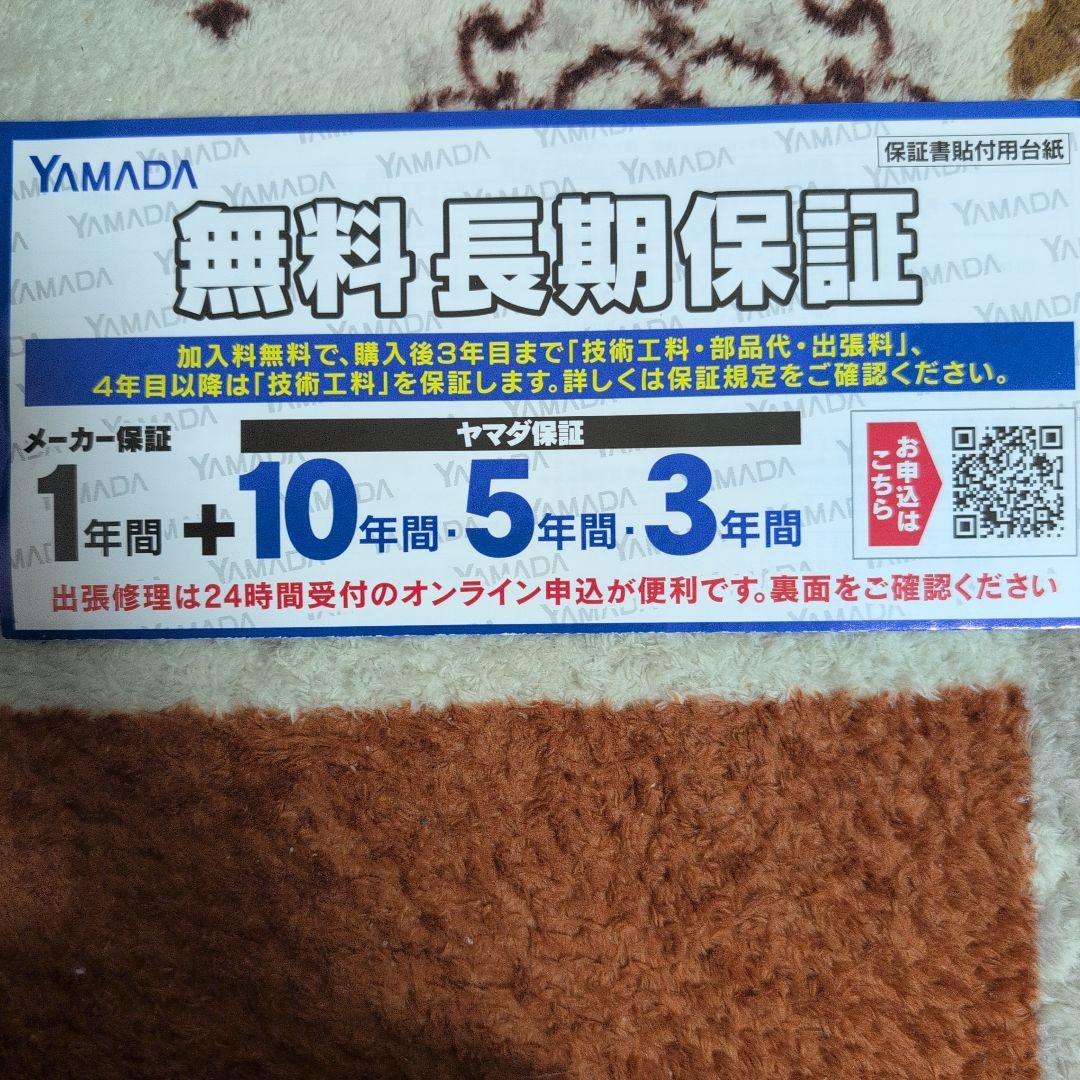 YAMADA
保証書貼付用台紙
無料 長期保証
加入料無料で、購入後3年目まで「技術工料・部品代・出張料」、
4年目以降は「技術工料」を保証します。詳しくは保証規定をご確認ください。
メーカー保証
ヤマダ保証
1年間+10年間・5年間・3年間
お申込は
こちら
出張修理は24時間受付のオンライン申込が便利です。裏面をご確認ください